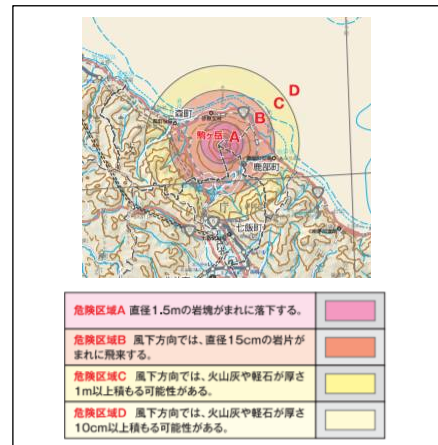 D
C
B
森町
駒ヶ岳
A
鹿部町
七飯町
危険区域A 直径1.5mの岩塊がまれに落下する。
危険区域B 風下方向では、直径15cmの岩片が
まれに飛来する。
危険区域C 風下方向では、火山灰や軽石が厚さ
1m以上積もる可能性がある。
危険区域D 風下方向では、火山灰や軽石が厚さ
10cm以上積もる可能性がある。